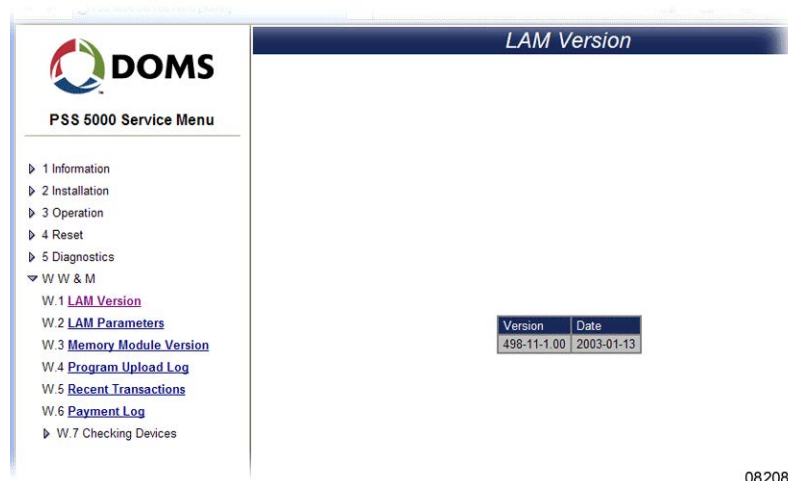 LAM Version
DOMS
PSS 5000 Service Menu
1 Information
2 Installation
3 Operation
4 Reset
5 Diagnostics
W W & M
W.1 LAM Version
W.2 LAM Parameters
W.3 Memory Module Version
W.4 Program Upload Log
W.5 Recent Transactions
W.6 Payment Log
W.7 Checking Devices
Version Date
498-11-1.00 2003-01-13
08208